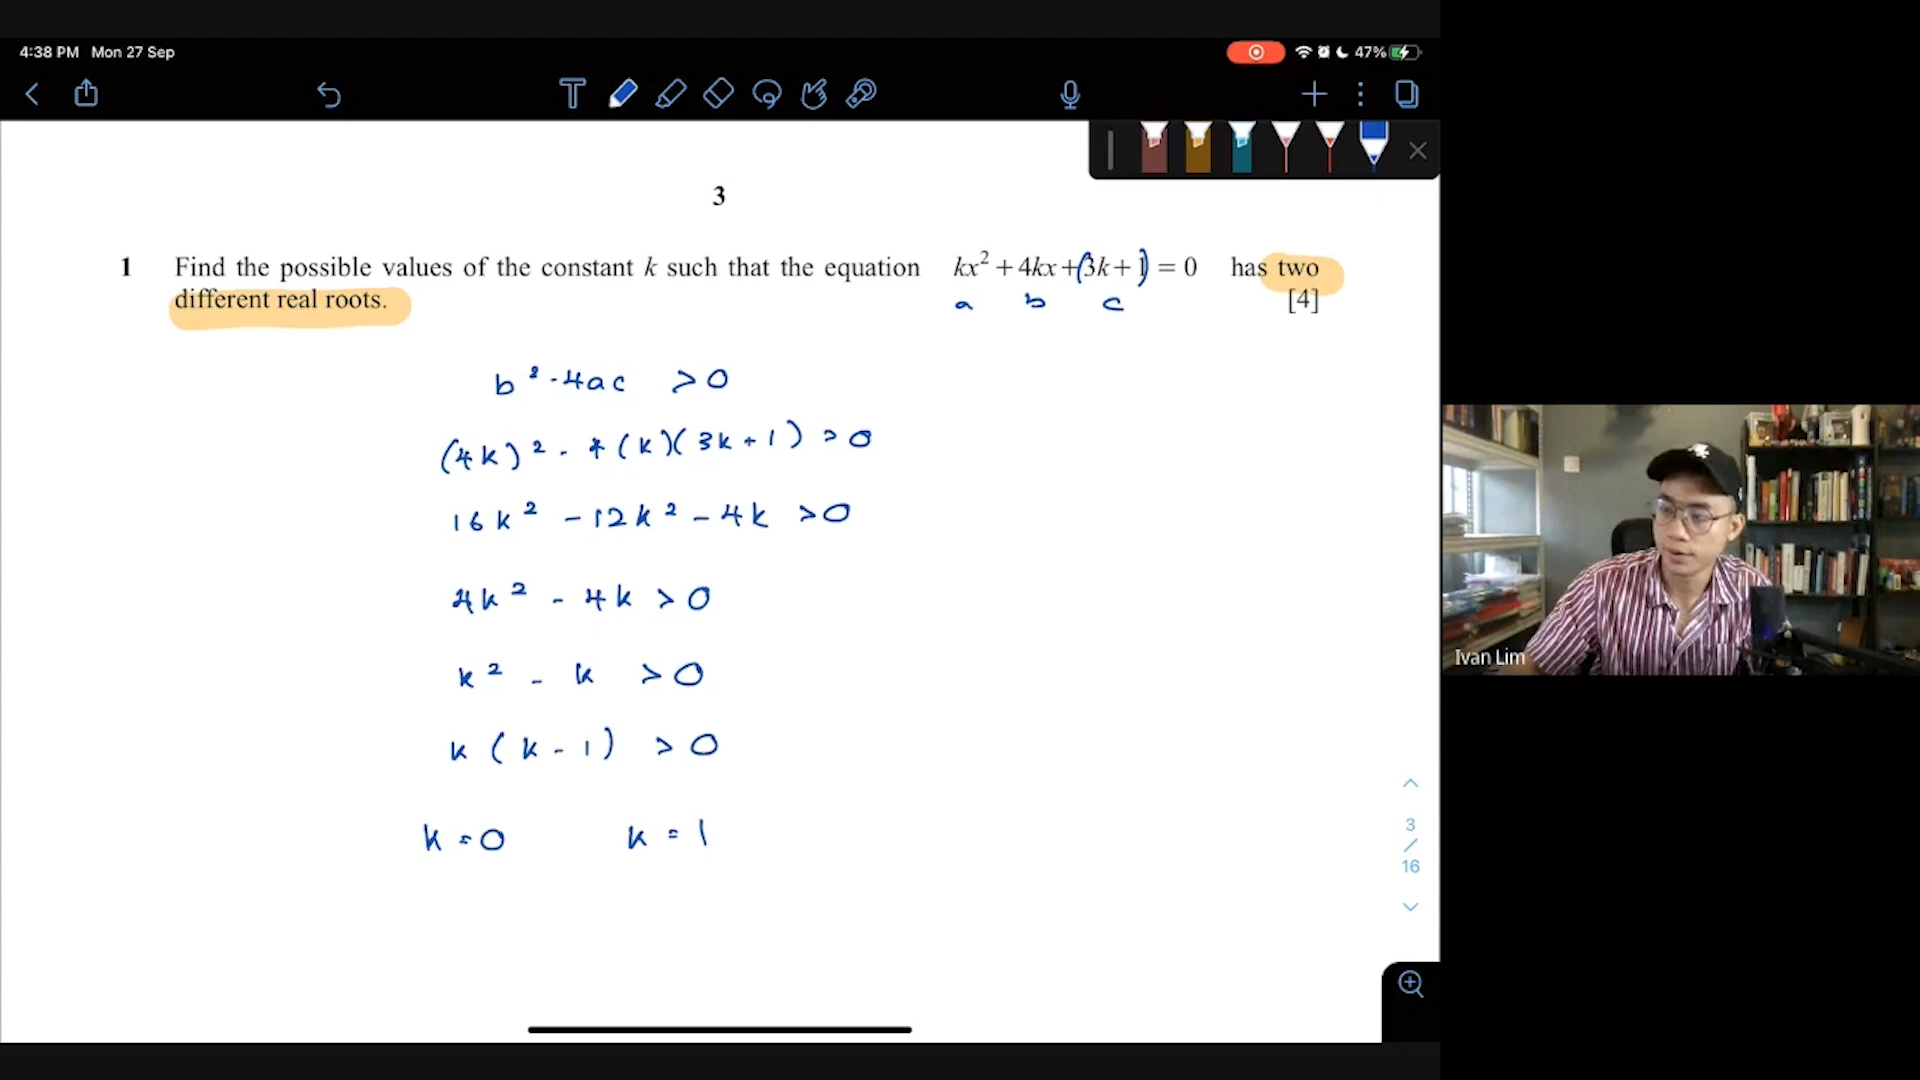 4:38 PM Mon 27 Sep
47%
3
1 Find the possible values of the constant k such that the equation kx² + 4kx + (3k + 1) = 0 has two
different real roots. [4]
a b c
b² - 4ac > 0
(4k)² - 4(k)(3k + 1) > 0
16k² - 12k² - 4k > 0
4k² - 4k > 0
k² - k > 0
k(k - 1) > 0
k = 0 k = 1
3
/
16
Ivan Lim